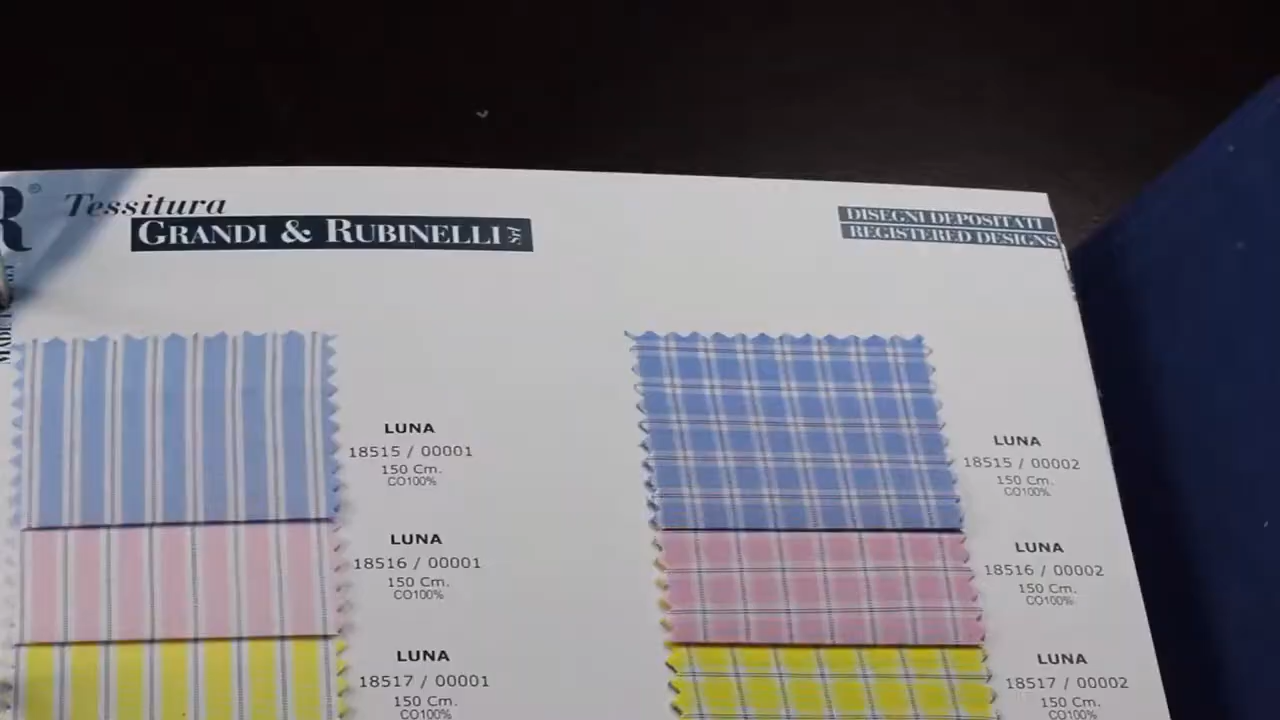 R®
Tessitura
GRANDI & RUBINELLI Srl
DISEGNI DEPOSITATI
REGISTERED DESIGNS
LUNA
18515 / 00001
150 Cm.
CO100%
LUNA
18516 / 00001
150 Cm.
CO100%
LUNA
18517 / 00001
150 Cm.
CO100%
LUNA
18515 / 00002
150 Cm.
CO100%
LUNA
18516 / 00002
150 Cm.
CO100%
LUNA
18517 / 00002
150 Cm.
CO100%